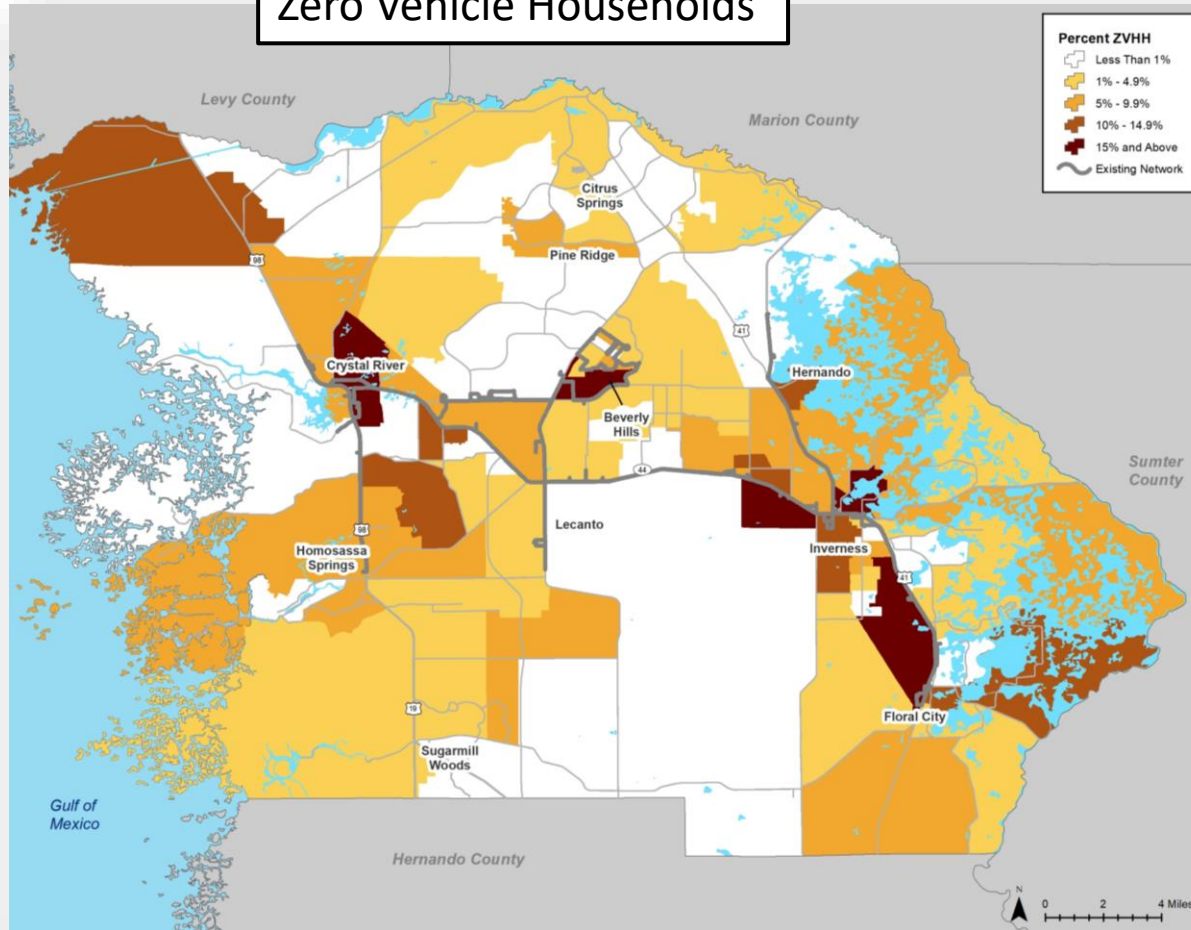 Zero Vehicle Households
Percent ZVHH
Less Than 1%
1% - 4.9%
5% - 9.9%
10% - 14.9%
15% and Above
Existing Network
Levy County
Marion County
Citrus
Springs
Pine Ridge
98
41
Crystal River
Hernando
Beverly
Hills
44
Sumter
County
98
Lecanto
Homosassa
Springs
Inverness
41
19
Floral City
Sugarmill
Woods
Gulf of
Mexico
Hernando County
N
0 2 4 Miles